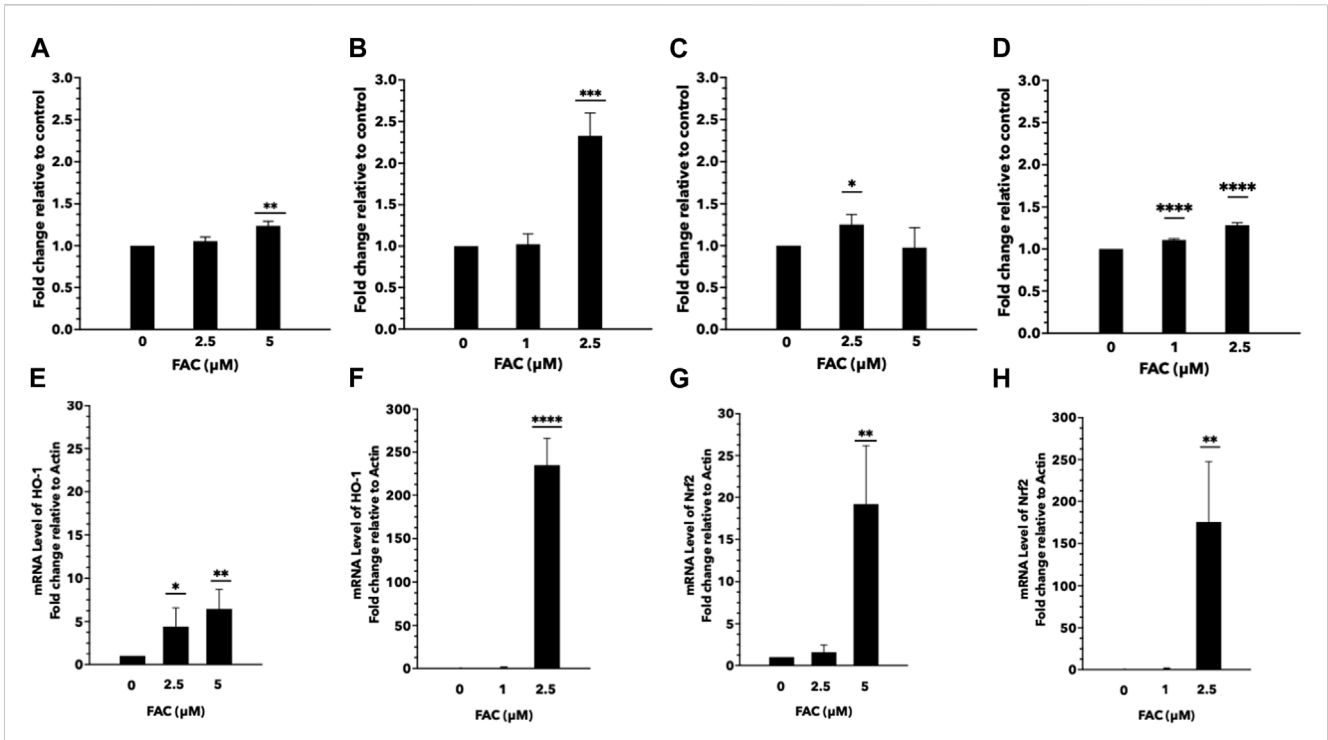 A
Fold change relative to control
3.0
2.5
2.0
1.5
1.0
0.5
0.0
**
0 2.5 5
FAC (µM)
B
Fold change relative to control
3.0
2.5
2.0
1.5
1.0
0.5
0.0
***
0 1 2.5
FAC (µM)
C
Fold change relative to control
3.0
2.5
2.0
1.5
1.0
0.5
0.0
*
0 2.5 5
FAC (µM)
D
Fold change relative to control
3.0
2.5
2.0
1.5
1.0
0.5
0.0
****
****
0 1 2.5
FAC (µM)
E
mRNA Level of HO-1
Fold change relative to Actin
30
25
20
15
10
5
0
*
**
0 2.5 5
FAC (µM)
F
mRNA Level of HO-1
Fold change relative to Actin
300
250
200
150
100
50
0
****
0 1 2.5
FAC (µM)
G
mRNA Level of Nrf2
Fold change relative to Actin
30
25
20
15
10
5
0
**
0 2.5 5
FAC (µM)
H
mRNA Level of Nrf2
Fold change relative to Actin
300
250
200
150
100
50
0
**
0 1 2.5
FAC (µM)